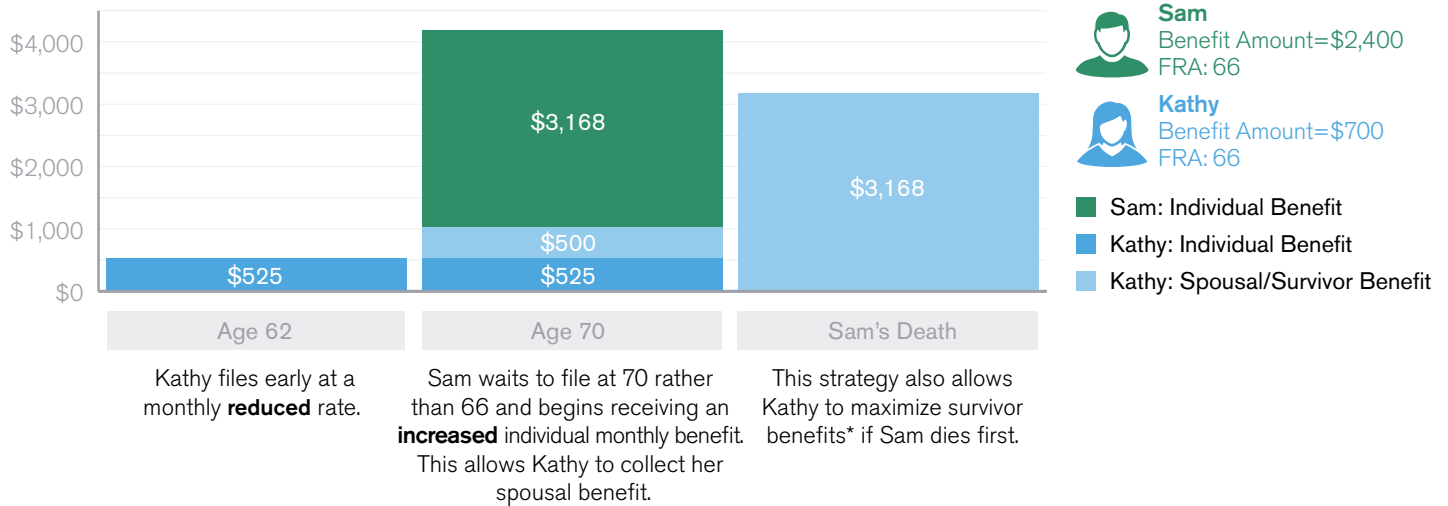 $4,000
$3,000
$2,000
$1,000
$0
$525
$3,168
$500
$525
$3,168
Age 62
Age 70
Sam's Death
Kathy files early at a
monthly reduced rate.
Sam waits to file at 70 rather
than 66 and begins receiving an
increased individual monthly benefit.
This allows Kathy to collect her
spousal benefit.
This strategy also allows
Kathy to maximize survivor
benefits* if Sam dies first.
Sam
Benefit Amount=$2,400
FRA: 66
Kathy
Benefit Amount=$700
FRA: 66
Sam: Individual Benefit
Kathy: Individual Benefit
Kathy: Spousal/Survivor Benefit